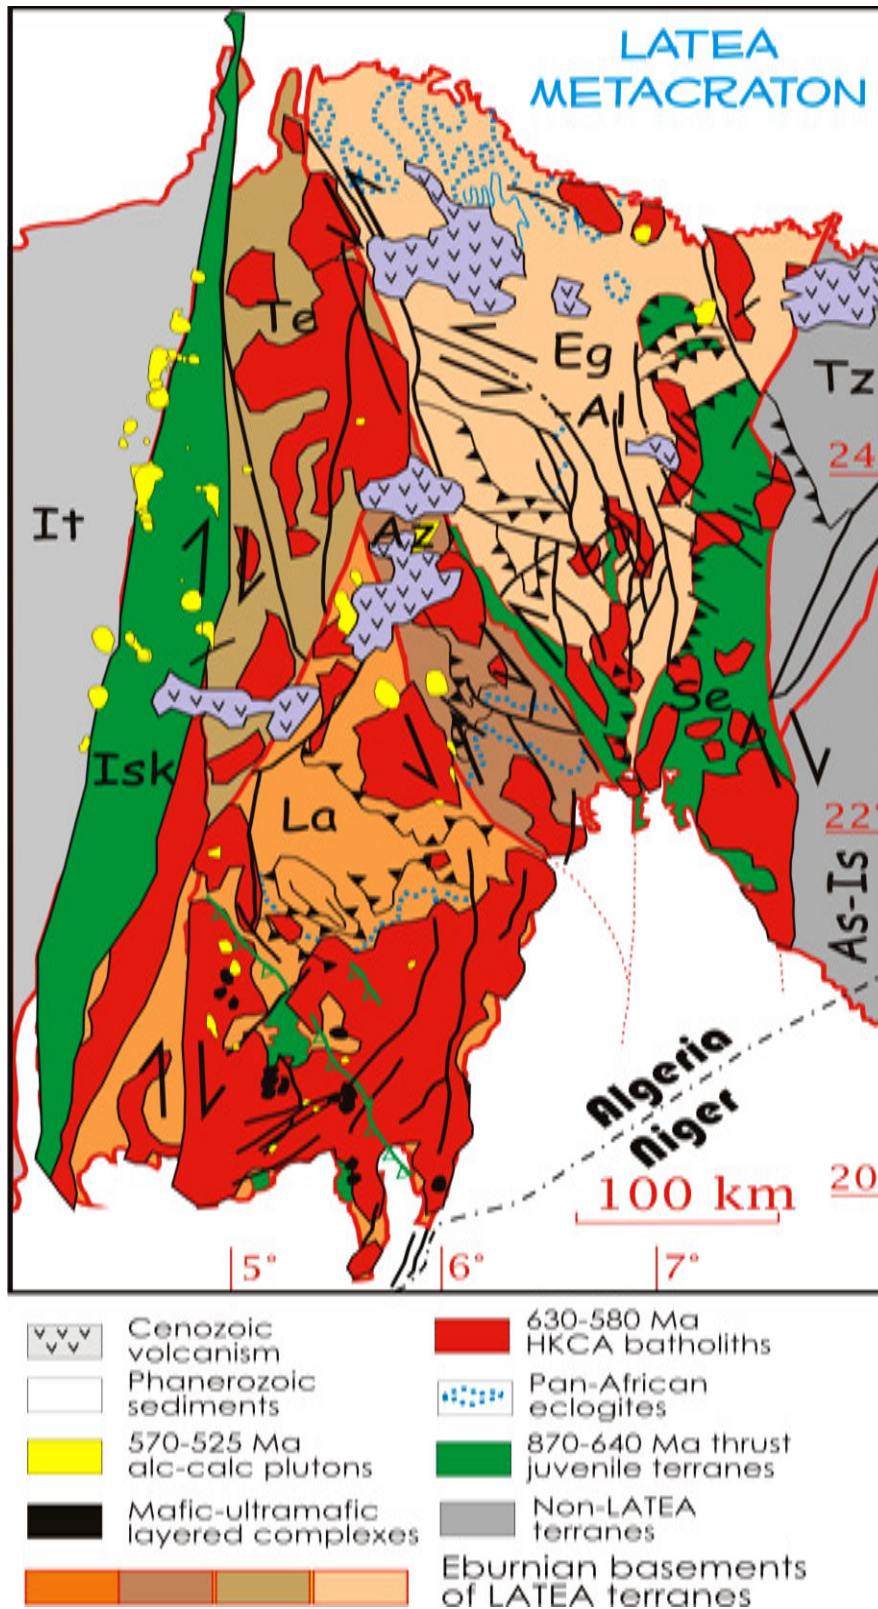 LATEA
METACRATON
Te
Eg
-Al
Tz
24
It
Az
Se
Isk
La
22°
As-Is
Algeria
Niger
100 km
20
5°
6°
7°
Cenozoic
volcanism
Phanerozoic
sediments
570-525 Ma
alc-calc plutons
Mafic-ultramafic
layered complexes
630-580 Ma
HKCA batholiths
Pan-African
eclogites
870-640 Ma thrust
juvenile terranes
Non-LATEA
terranes
Eburnian basements
of LATEA terranes